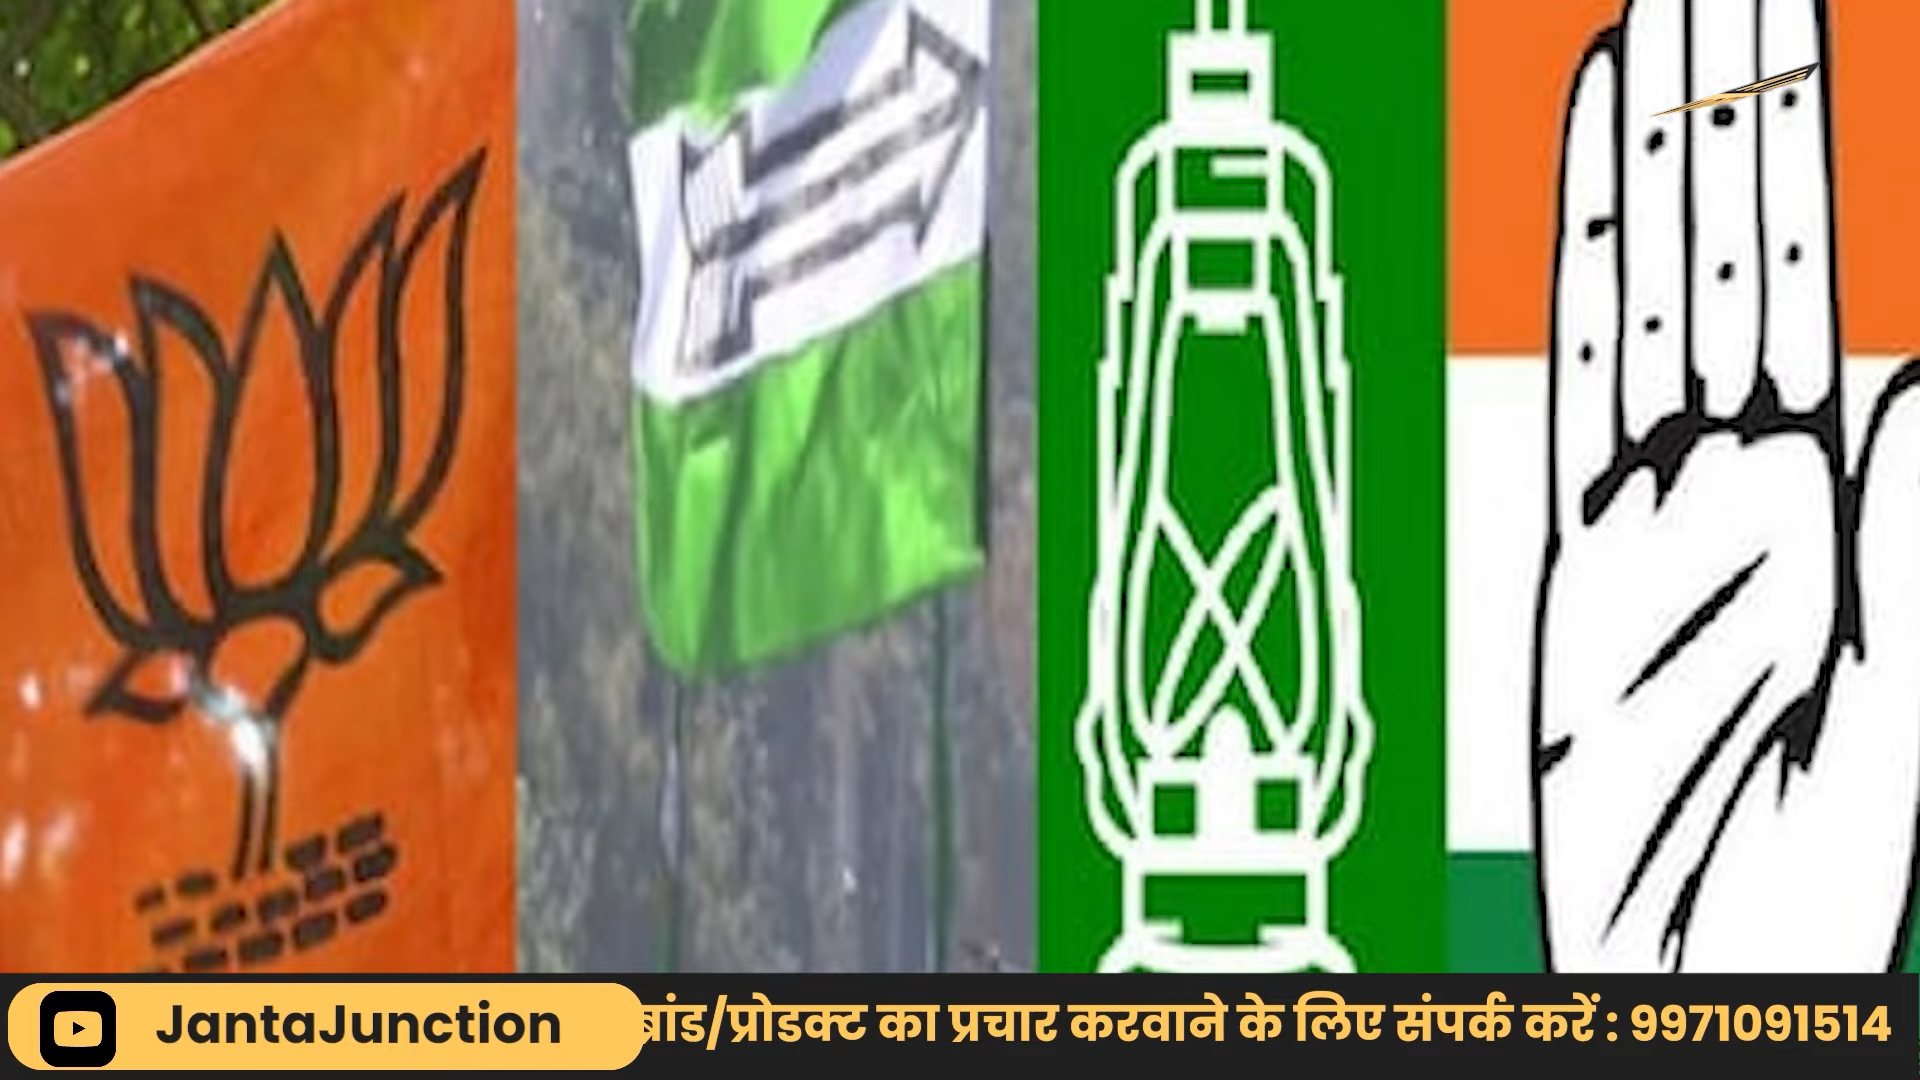 JantaJunction
ब्रांड/प्रोडक्ट का प्रचार करवाने के लिए संपर्क करें : 9971091514